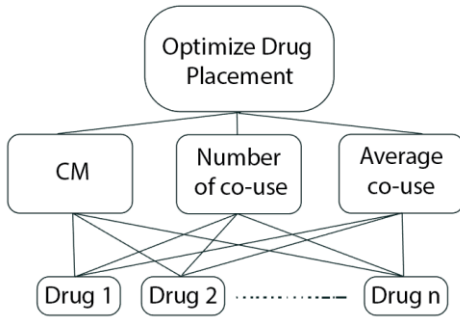 Optimize Drug
Placement
CM
Number
of co-use
Average
co-use
Drug 1
Drug 2
Drug n